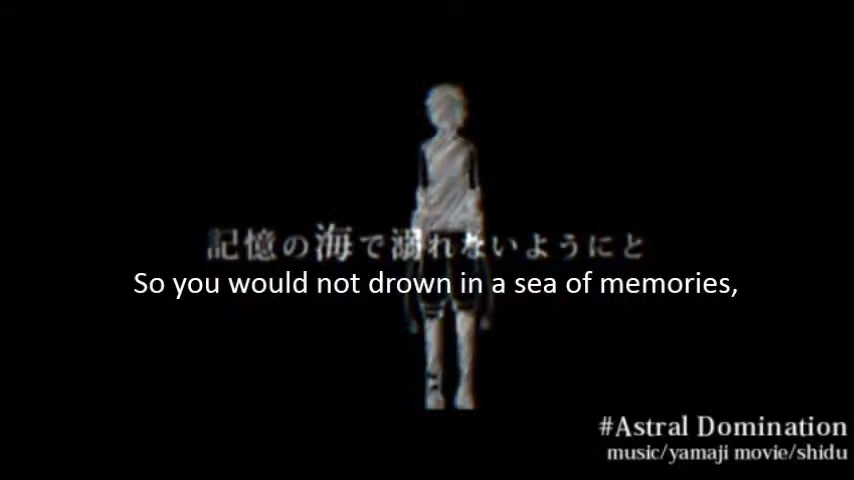 記憶の海で溺れないようにと
So you would not drown in a sea of memories,
#Astral Domination
music/yamaji movie/shidu